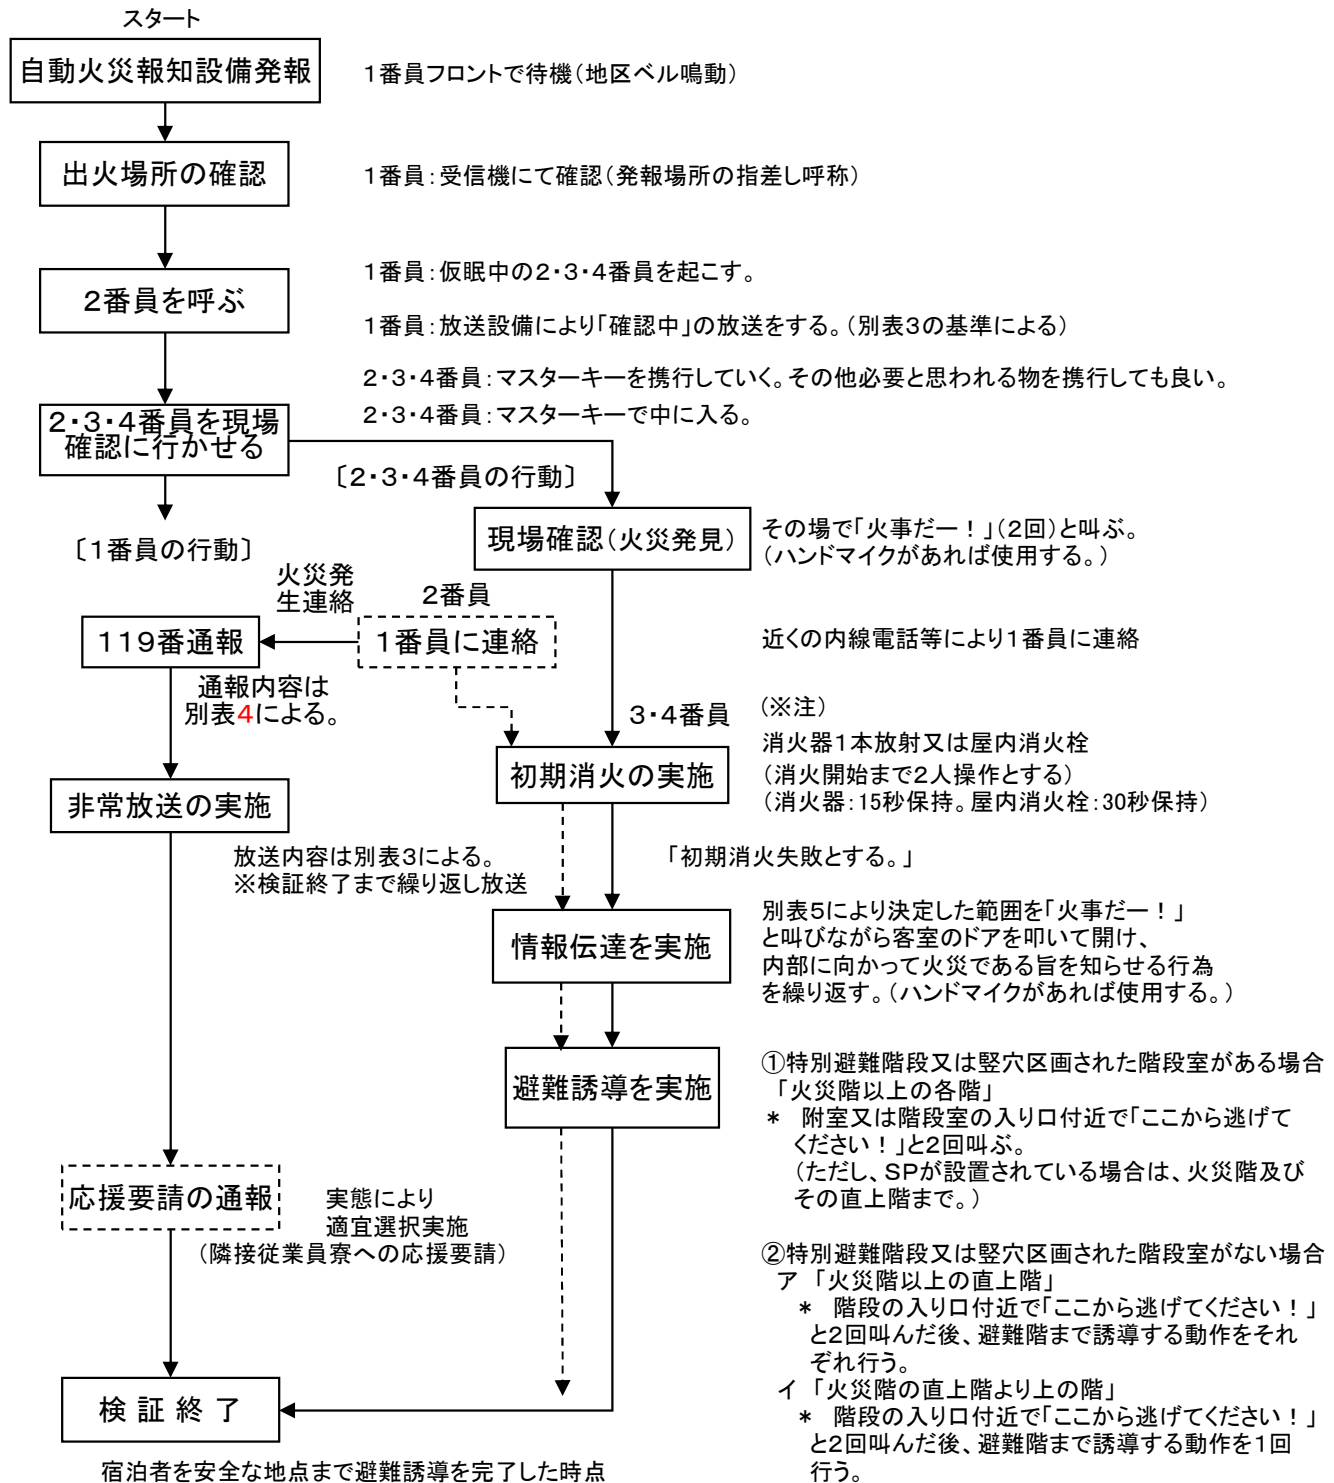 スタート
自動火災報知設備発報
1番員フロントで待機（地区ベル鳴動）
出火場所の確認
1番員：受信機にて確認（発報場所の指差し呼称）
2番員を呼ぶ
1番員：仮眠中の2・3・4番員を起こす。
1番員：放送設備により「確認中」の放送をする。（別表3の基準による）
2・3・4番員：マスターキーを携行していく。その他必要と思われる物を携行しても良い。
2・3・4番員：マスターキーで中に入る。
2・3・4番員を現場
確認に行かせる
〔2・3・4番員の行動〕
〔1番員の行動〕
現場確認（火災発見）
その場で「火事だー！」（2回）と叫ぶ。
（ハンドマイクがあれば使用する。）
火災発
生連絡
2番員
119番通報
1番員に連絡
近くの内線電話等により1番員に連絡
通報内容は
別表4による。
3・4番員
（※注）
初期消火の実施
消火器1本放射又は屋内消火栓
（消火開始まで2人操作とする）
（消火器：15秒保持。屋内消火栓：30秒保持）
非常放送の実施
放送内容は別表3による。
※検証終了まで繰り返し放送
「初期消火失敗とする。」
情報伝達を実施
別表5により決定した範囲を「火事だー！」
と叫びながら客室のドアを叩いて開け、
内部に向かって火災である旨を知らせる行為
を繰り返す。（ハンドマイクがあれば使用する。）
避難誘導を実施
①特別避難階段又は竪穴区画された階段室がある場合
「火災階以上の各階」
＊　附室又は階段室の入り口付近で「ここから逃げて
ください！」と2回叫ぶ。
（ただし、SPが設置されている場合は、火災階及び
その直上階まで。）
応援要請の通報
実態により
適宜選択実施
（隣接従業員寮への応援要請）
②特別避難階段又は竪穴区画された階段室がない場合
ア　「火災階以上の直上階」
＊　階段の入り口付近で「ここから逃げてください！」
と2回叫んだ後、避難階まで誘導する動作をそれ
ぞれ行う。
イ　「火災階の直上階より上の階」
＊　階段の入り口付近で「ここから逃げてください！」
と2回叫んだ後、避難階まで誘導する動作を1回
行う。
検 証 終 了
宿泊者を安全な地点まで避難誘導を完了した時点